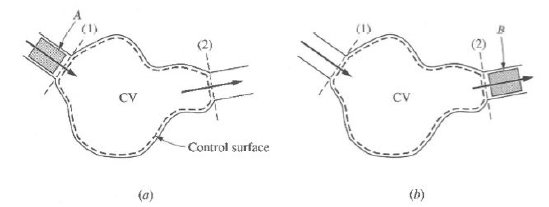 A
(1)
(2)
CV
Control surface
(a)
(1)
(2)
B
CV
(b)